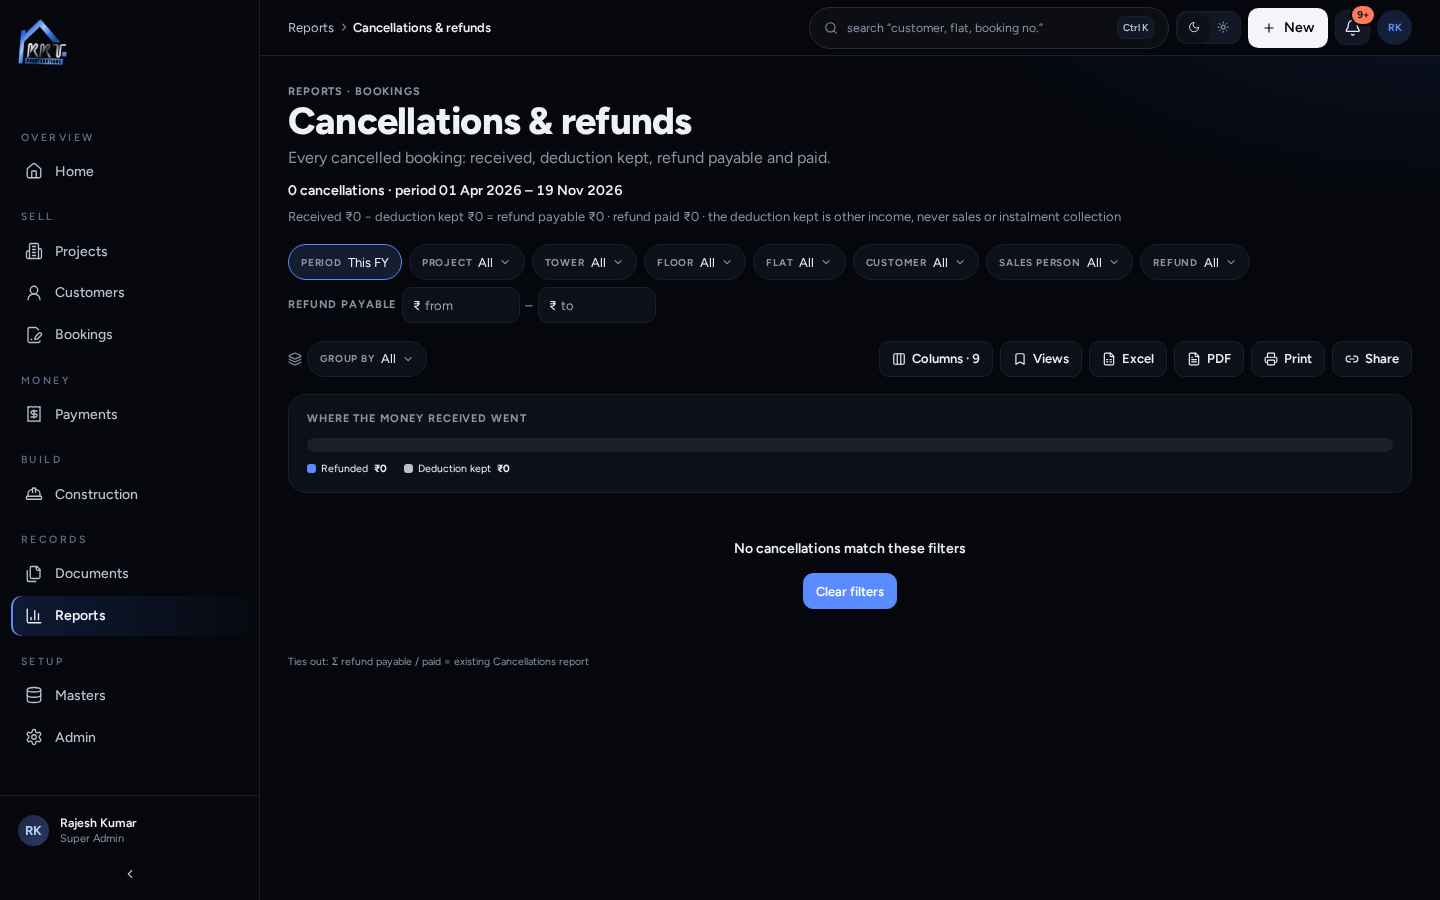 Reports > Cancellations & refunds
search “customer, flat, booking no.”
Ctrl K
New
9+
RK
OVERVIEW
Home
SELL
Projects
Customers
Bookings
MONEY
Payments
BUILD
Construction
RECORDS
Documents
Reports
SETUP
Masters
Admin
RK
Rajesh Kumar
Super Admin
REPORTS · BOOKINGS
Cancellations & refunds
Every cancelled booking: received, deduction kept, refund payable and paid.
0 cancellations · period 01 Apr 2026 – 19 Nov 2026
Received ₹0 − deduction kept ₹0 = refund payable ₹0 · refund paid ₹0 · the deduction kept is other income, never sales or instalment collection
PERIOD This FY
PROJECT All
TOWER All
FLOOR All
FLAT All
CUSTOMER All
SALES PERSON All
REFUND All
REFUND PAYABLE ₹ from – ₹ to
GROUP BY All
Columns · 9
Views
Excel
PDF
Print
Share
WHERE THE MONEY RECEIVED WENT
Refunded ₹0
Deduction kept ₹0
No cancellations match these filters
Clear filters
Ties out: Σ refund payable / paid = existing Cancellations report